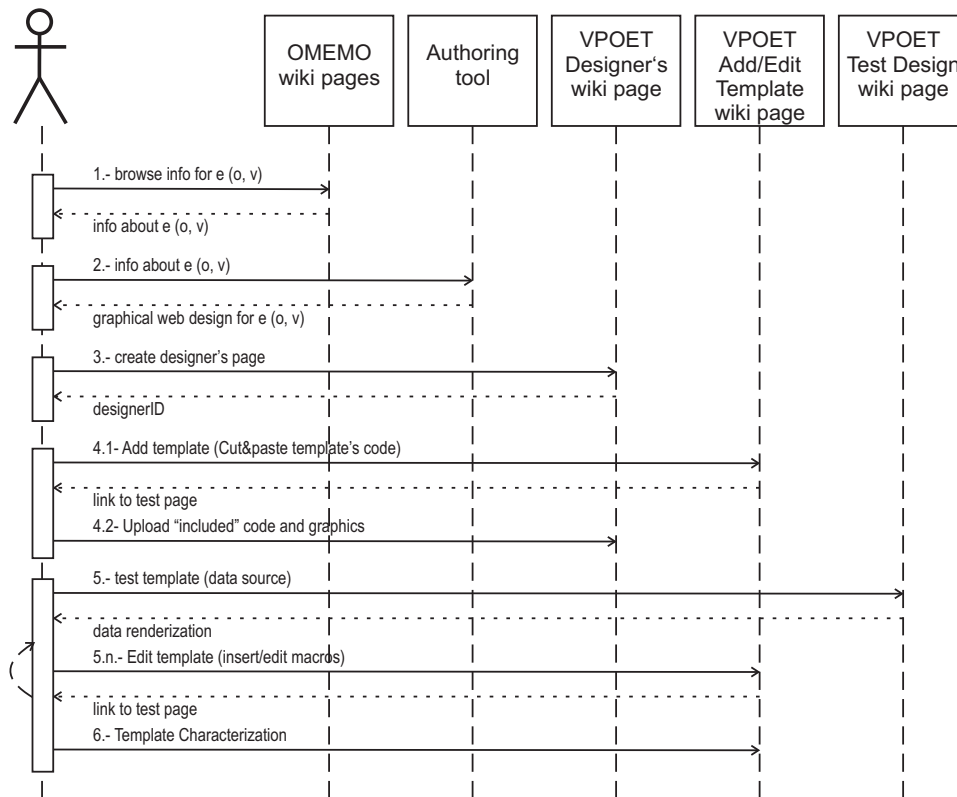 OMEMO
wiki pages
Authoring
tool
VPOET
Designer‘s
wiki page
VPOET
Add/Edit
Template
wiki page
VPOET
Test Design
wiki page
1.- browse info for e (o, v)
info about e (o, v)
2.- info about e (o, v)
graphical web design for e (o, v)
3.- create designer’s page
designerID
4.1- Add template (Cut&paste template’s code)
link to test page
4.2- Upload “included” code and graphics
5.- test template (data source)
data renderization
5.n.- Edit template (insert/edit macros)
link to test page
6.- Template Characterization